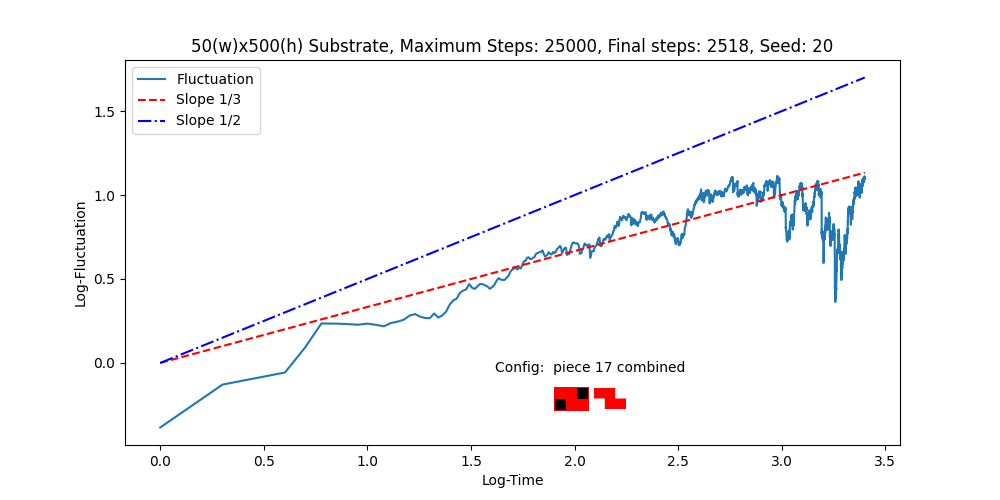 50(w)x500(h) Substrate, Maximum Steps: 25000, Final steps: 2518, Seed: 20
Fluctuation
Slope 1/3
Slope 1/2
Log-Fluctuation
1.5
1.0
0.5
0.0
Config:  piece 17 combined
0.0 0.5 1.0 1.5 2.0 2.5 3.0 3.5
Log-Time